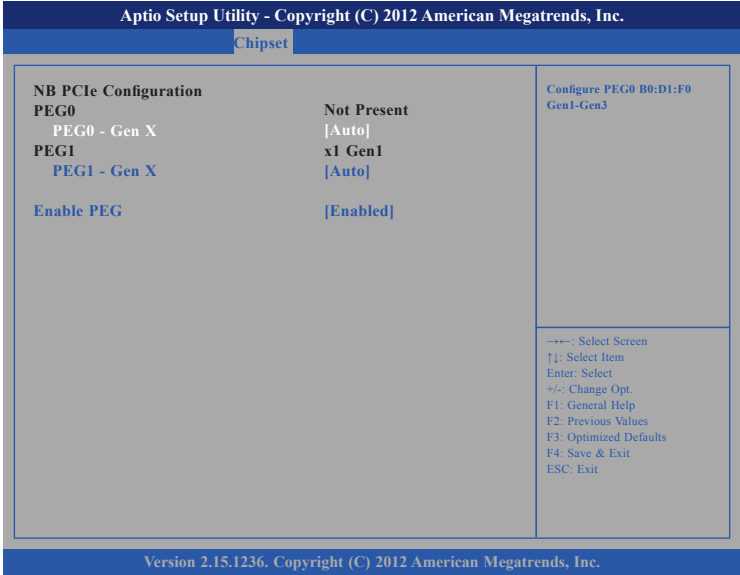 Aptio Setup Utility - Copyright (C) 2012 American Megatrends, Inc.
Chipset
NB PCIe Configuration
PEG0 Not Present
PEG0 - Gen X [Auto]
PEG1 x1 Gen1
PEG1 - Gen X [Auto]
Enable PEG [Enabled]
Configure PEG0 B0:D1:F0
Gen1-Gen3
→←: Select Screen
↑↓: Select Item
Enter: Select
+/-: Change Opt.
F1: General Help
F2: Previous Values
F3: Optimized Defaults
F4: Save & Exit
ESC: Exit
Version 2.15.1236. Copyright (C) 2012 American Megatrends, Inc.